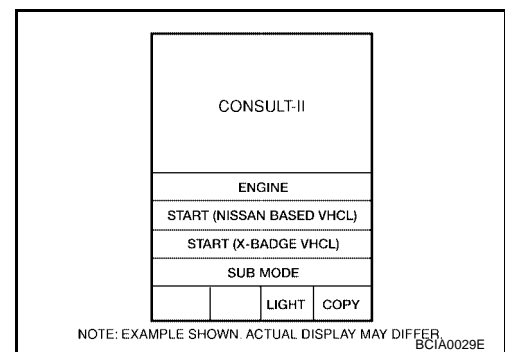 CONSULT-II
ENGINE
START (NISSAN BASED VHCL)
START (X-BADGE VHCL)
SUB MODE
LIGHT COPY
NOTE: EXAMPLE SHOWN. ACTUAL DISPLAY MAY DIFFER.
BCIA0029E